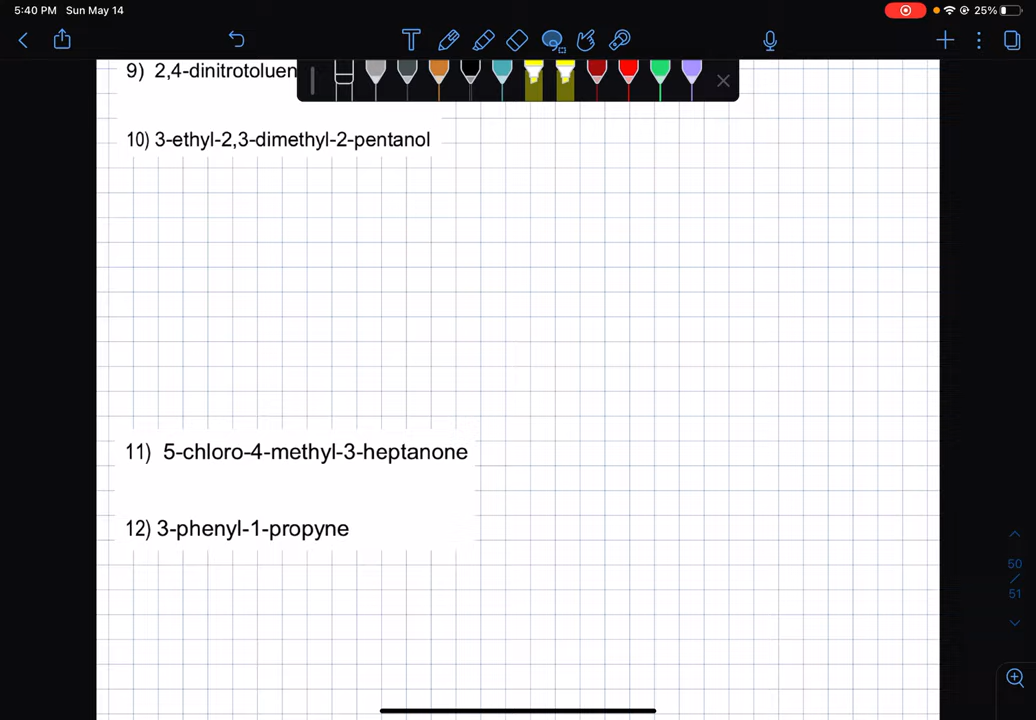 5:40 PM Sun May 14
25%
9) 2,4-dinitrotoluen
10) 3-ethyl-2,3-dimethyl-2-pentanol
11) 5-chloro-4-methyl-3-heptanone
12) 3-phenyl-1-propyne
50
/
51